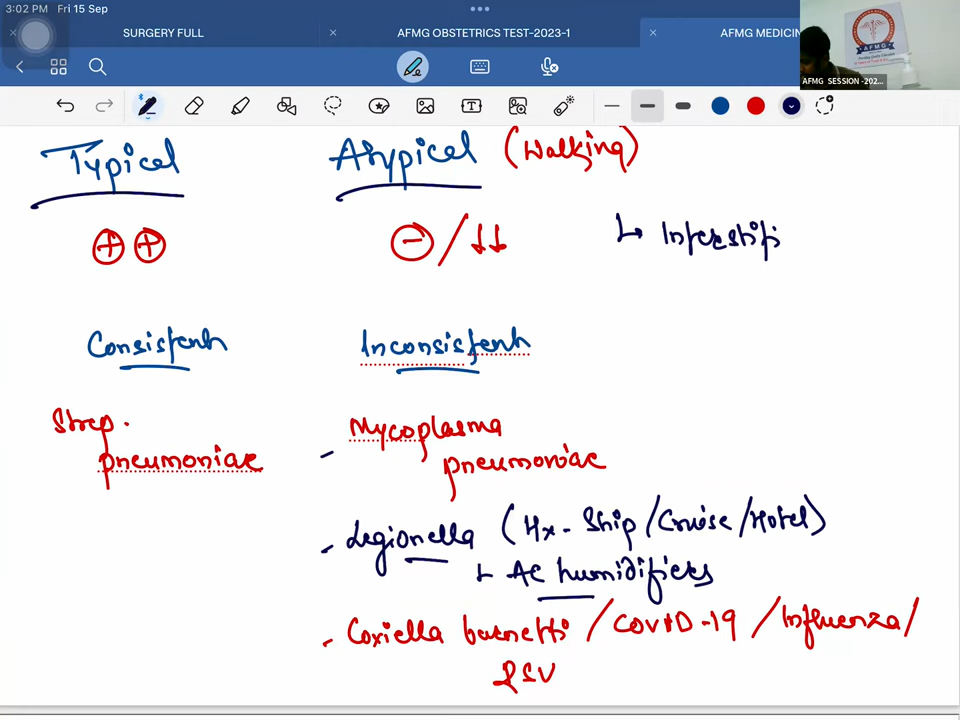 3:02 PM Fri 15 Sep
SURGERY FULL
AFMG OBSTETRICS TEST-2023-1
AFMG MEDICIN
AFMG
AFMG SESSION -202...
Typical Atypical (Walking)
⊕ ⊕ ⊖ / ↓↓ ↳ Interstiti
Consistent Inconsistent
Strep. Mycoplasma
pneumoniae pneumoniae
- Legionella (Hx - Ship/Cruise/Hotel)
↳ AC humidifiers
- Coxiella burnetti / COVID-19 / Influenza/
RSV